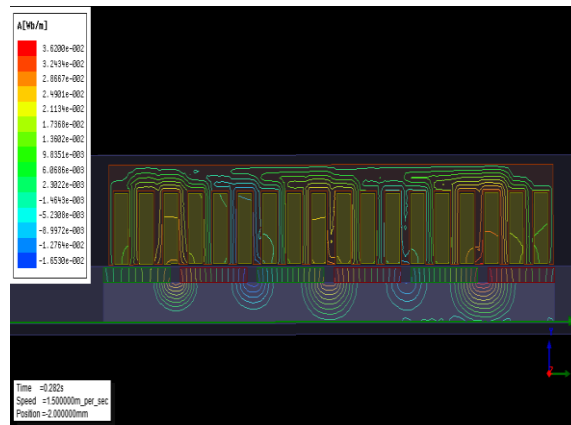 A[Wb/m]
3.6200e-002
3.2434e-002
2.8667e-002
2.4901e-002
2.1134e-002
1.7368e-002
1.3602e-002
9.8351e-003
6.0686e-003
2.3022e-003
-1.4643e-003
-5.2308e-003
-8.9972e-003
-1.2764e-002
-1.6530e-002
Time =0.282s
Speed =1.500000m_per_sec
Position =-2.000000mm